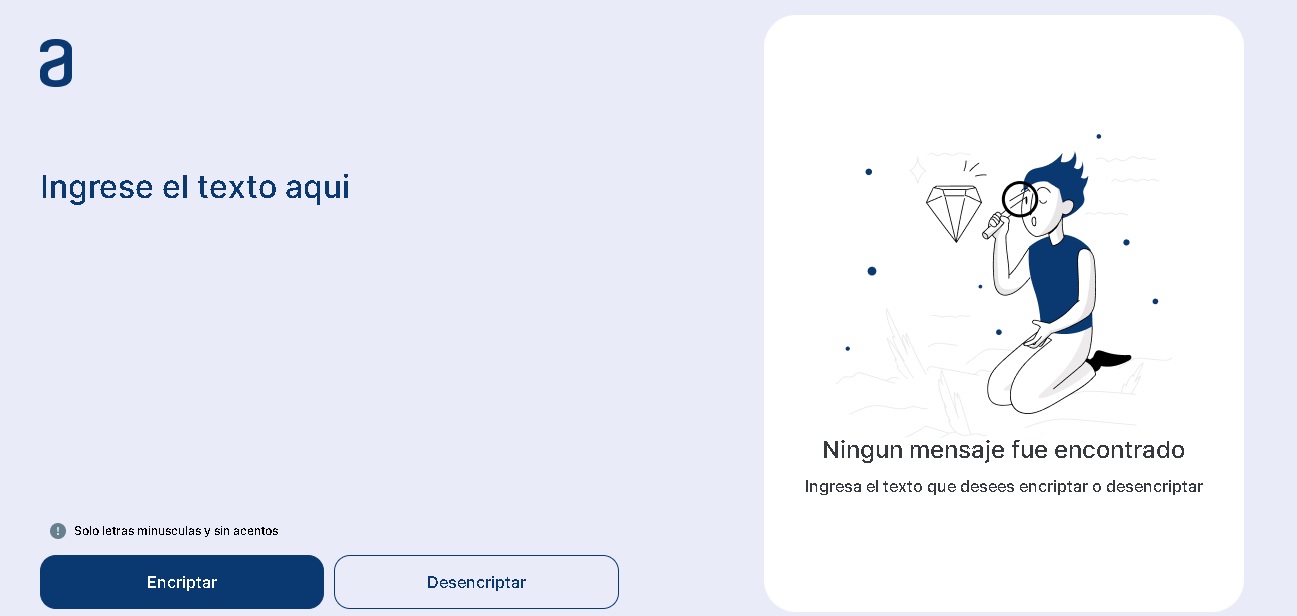 a
Ingrese el texto aqui
Solo letras minusculas y sin acentos
Encriptar
Desencriptar
Ningun mensaje fue encontrado
Ingresa el texto que desees encriptar o desencriptar